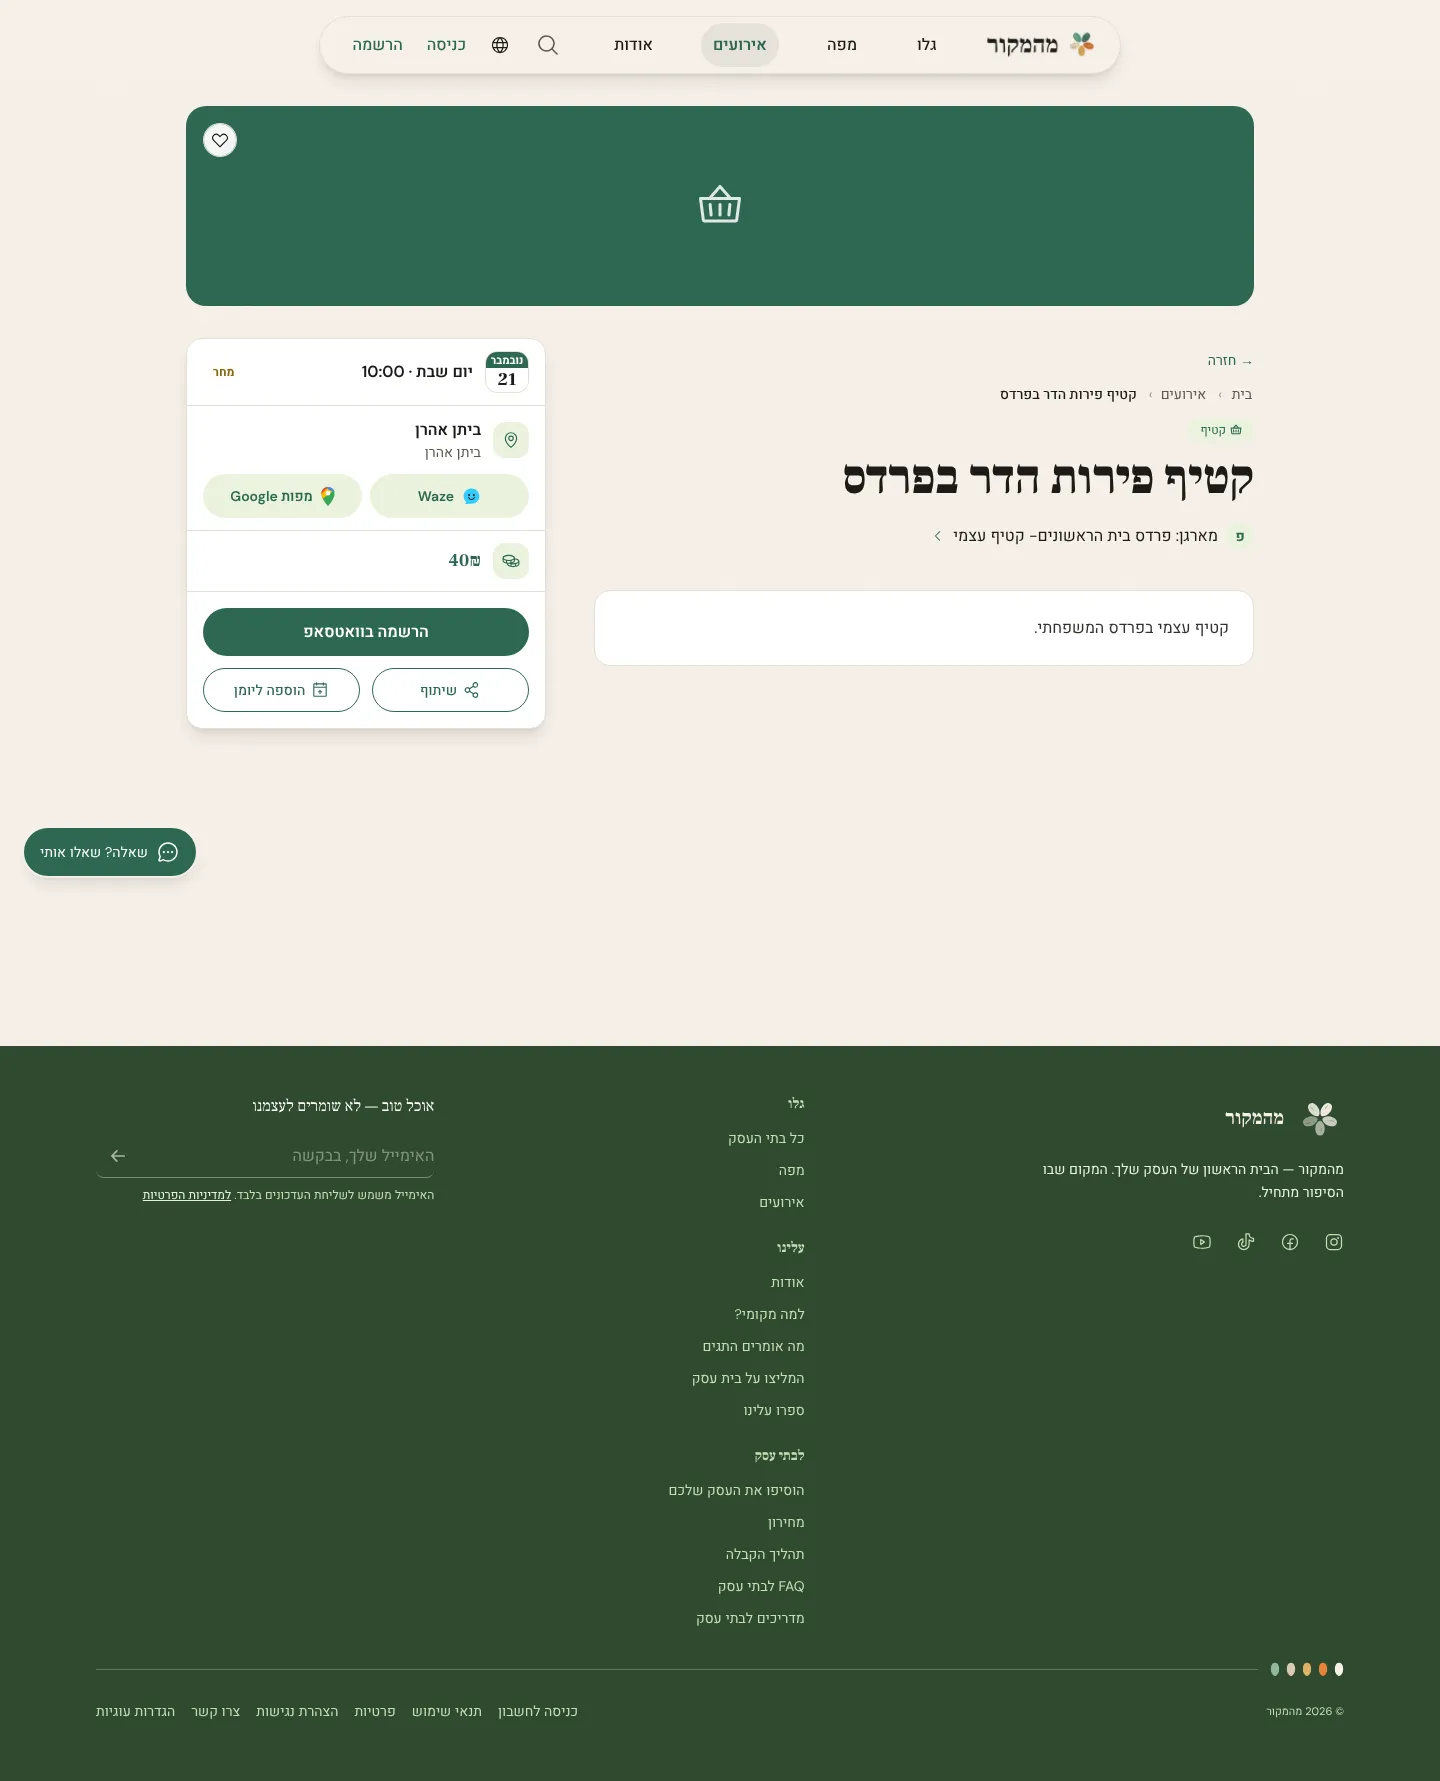 מהמקור
גלו
מפה
אירועים
אודות
כניסה
הרשמה
→ חזרה
בית › אירועים › קטיף פירות הדר בפרדס
קטיף
קטיף פירות הדר בפרדס
פ
מארגן: פרדס בית הראשונים- קטיף עצמי
קטיף עצמי בפרדס המשפחתי.
נובמבר
21
יום שבת · 10:00
מחר
ביתן אהרן
ביתן אהרן
Waze
מפות Google
40₪
הרשמה בוואטסאפ
שיתוף
הוספה ליומן
שאלה? שאלו אותי
מהמקור
מהמקור — הבית הראשון של העסק שלך. המקום שבו
הסיפור מתחיל.
גלו
כל בתי העסק
מפה
אירועים
עלינו
אודות
למה מקומי?
מה אומרים התגים
המליצו על בית עסק
ספרו עלינו
לבתי עסק
הוסיפו את העסק שלכם
מחירון
תהליך הקבלה
FAQ לבתי עסק
מדריכים לבתי עסק
אוכל טוב — לא שומרים לעצמנו
האימייל שלך, בבקשה
האימייל משמש לשליחת העדכונים בלבד. למדיניות הפרטיות
© 2026 מהמקור
כניסה לחשבון
תנאי שימוש
פרטיות
הצהרת נגישות
צרו קשר
הגדרות עוגיות